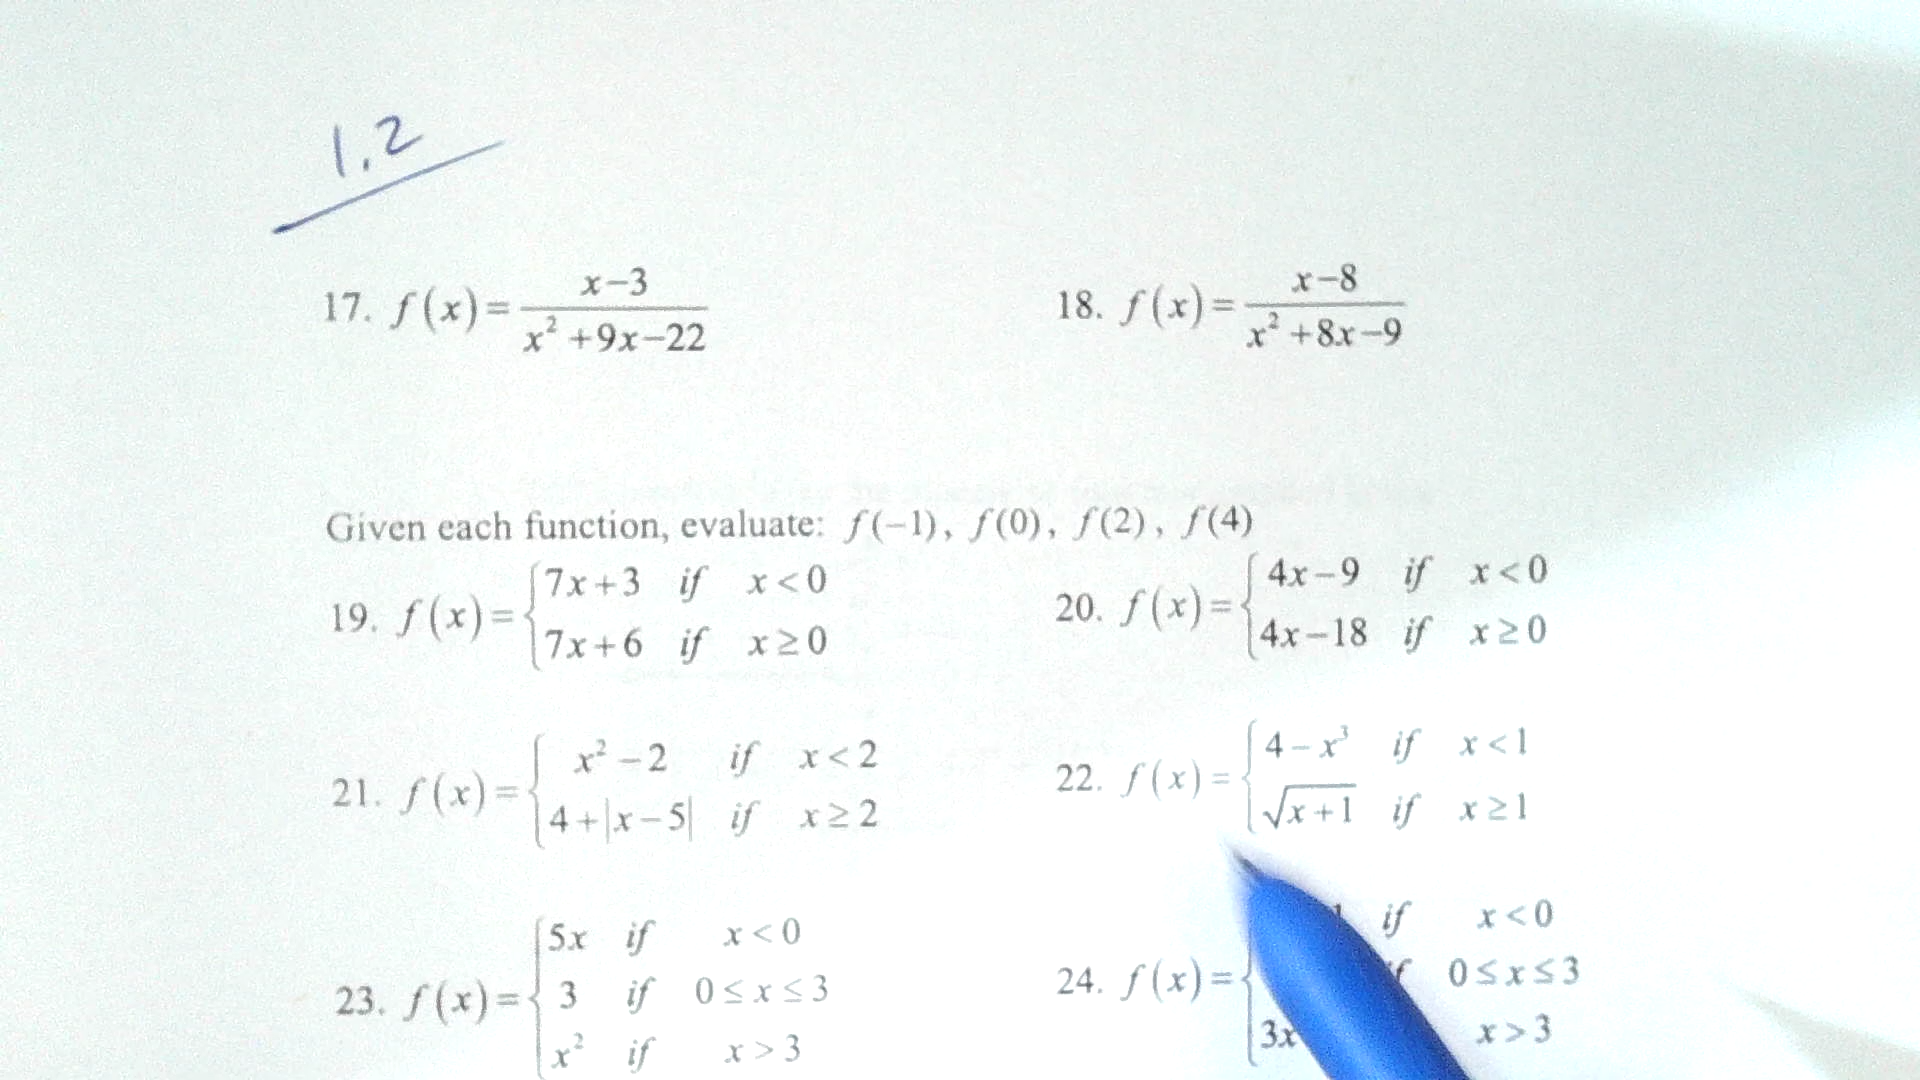 1.2
17. f(x) = (x-3)/(x² +9x-22)
18. f(x) = (x-8)/(x² +8x-9)
Given each function, evaluate: f(-1), f(0), f(2), f(4)
19. f(x) = { 7x+3 if x<0
7x+6 if x≥0
20. f(x) = { 4x-9 if x<0
4x-18 if x≥0
21. f(x) = { x² -2 if x<2
4+|x-5| if x≥2
22. f(x) = { 4-x³ if x<1
√(x+1) if x≥1
23. f(x) = { 5x if x<0
3 if 0≤x≤3
x² if x>3
24. f(x) = { if x<0
0≤x≤3
3x x>3